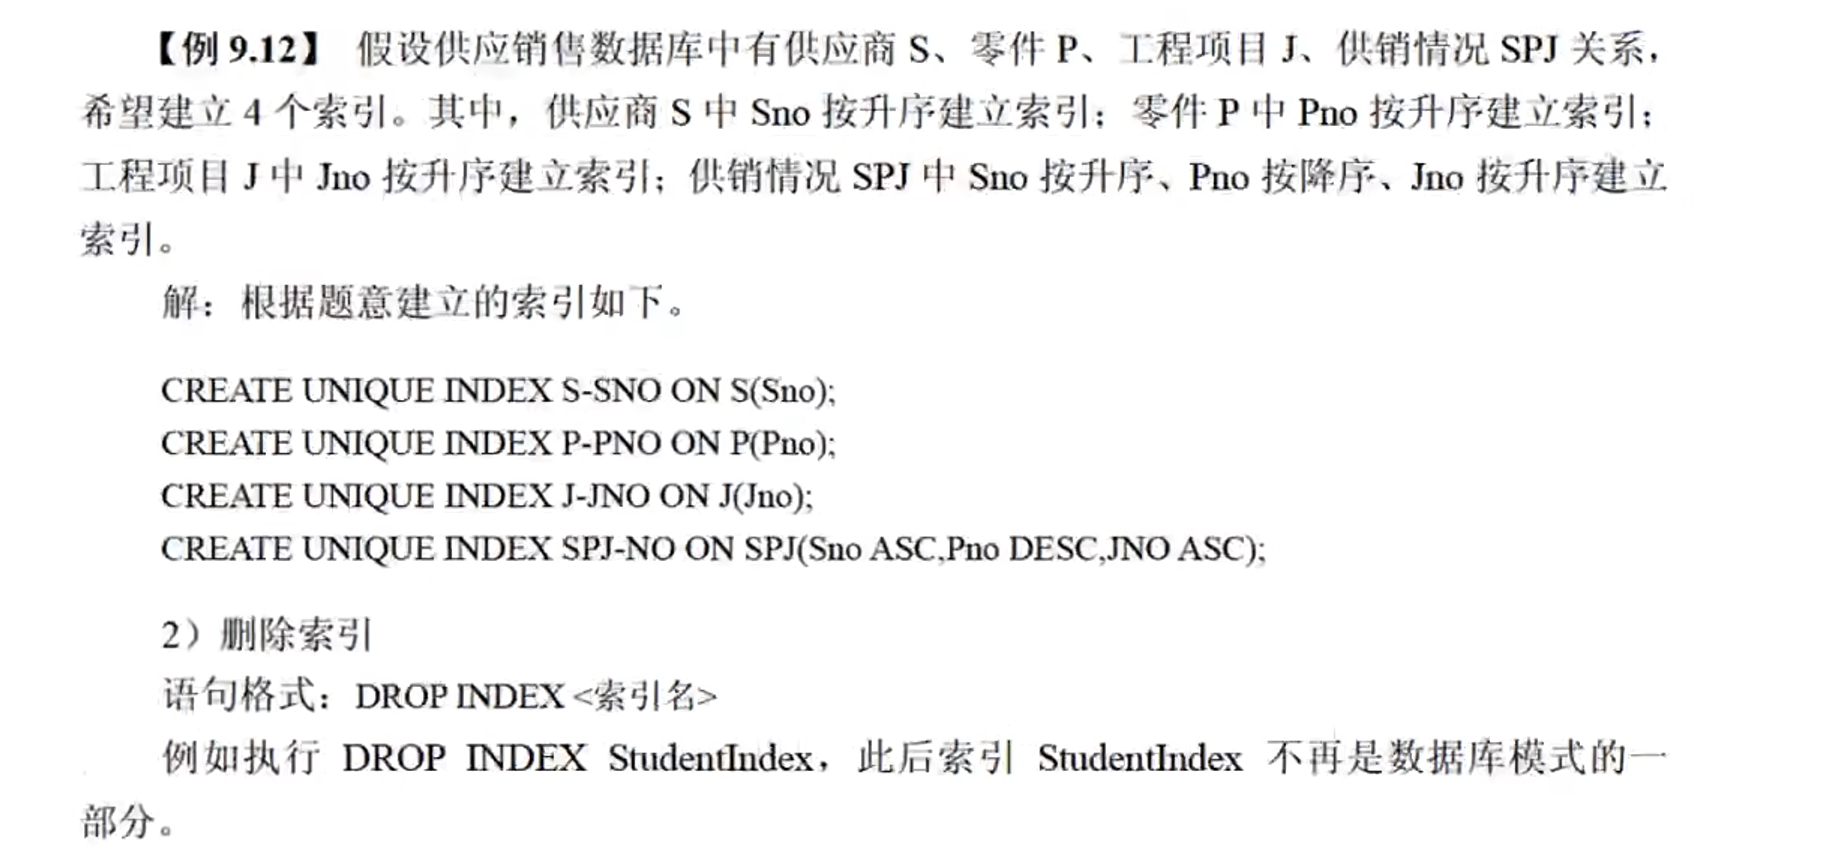 【例 9.12】 假设供应销售数据库中有供应商 S、零件 P、工程项目 J、供销情况 SPJ 关系，
希望建立 4 个索引。其中，供应商 S 中 Sno 按升序建立索引；零件 P 中 Pno 按升序建立索引；
工程项目 J 中 Jno 按升序建立索引；供销情况 SPJ 中 Sno 按升序、Pno 按降序、Jno 按升序建立
索引。
解：根据题意建立的索引如下。
CREATE UNIQUE INDEX S-SNO ON S(Sno);
CREATE UNIQUE INDEX P-PNO ON P(Pno);
CREATE UNIQUE INDEX J-JNO ON J(Jno);
CREATE UNIQUE INDEX SPJ-NO ON SPJ(Sno ASC,Pno DESC,JNO ASC);
2）删除索引
语句格式：DROP INDEX <索引名>
例如执行 DROP INDEX StudentIndex，此后索引 StudentIndex 不再是数据库模式的一
部分。